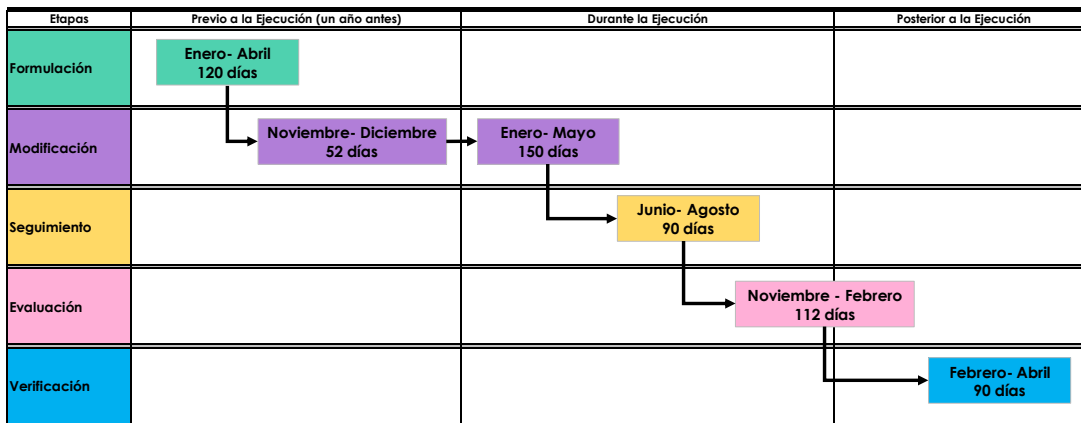 Etapas
Previo a la Ejecución (un año antes)
Durante la Ejecución
Posterior a la Ejecución
Formulación
Enero- Abril
120 días
Modificación
Noviembre- Diciembre
52 días
Enero- Mayo
150 días
Seguimiento
Junio- Agosto
90 días
Evaluación
Noviembre - Febrero
112 días
Verificación
Febrero- Abril
90 días